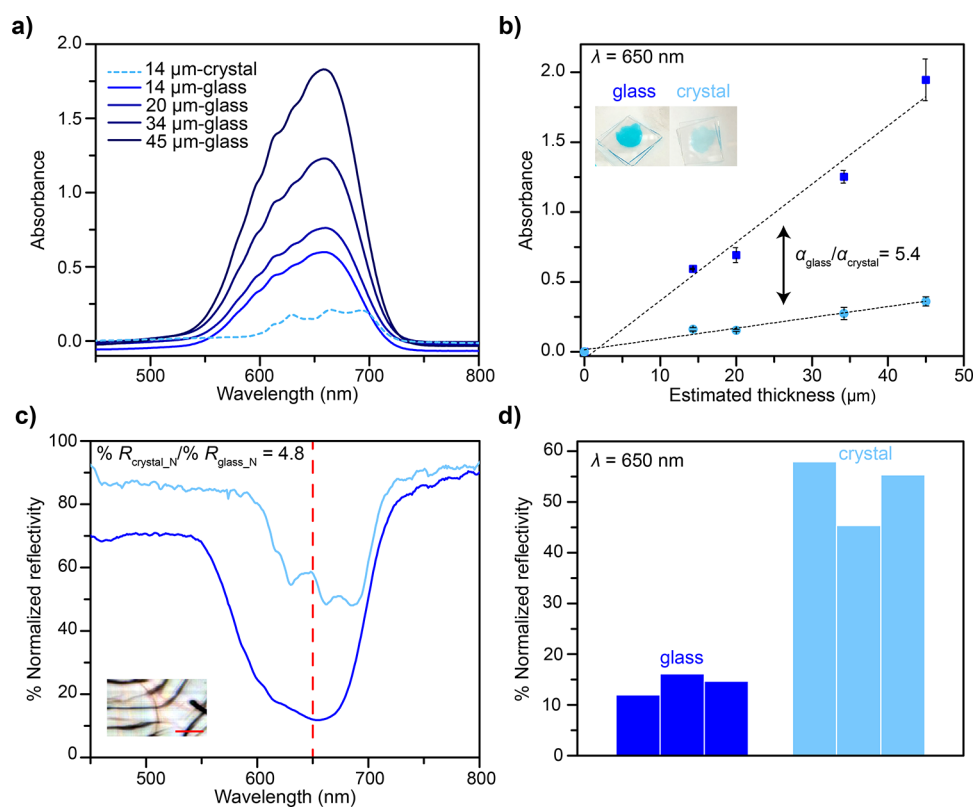 a)
2.0
1.5
1.0
0.5
0.0
Absorbance
14 µm-crystal
14 µm-glass
20 µm-glass
34 µm-glass
45 µm-glass
500
600
700
800
Wavelength (nm)
b)
λ = 650 nm
glass
crystal
2.0
1.5
1.0
0.5
0.0
Absorbance
αglass/αcrystal= 5.4
0
10
20
30
40
50
Estimated thickness (µm)
c)
% Rcrystal_N/% Rglass_N = 4.8
100
80
60
40
20
0
% Normalized reflectivity
500
600
700
800
Wavelength (nm)
d)
λ = 650 nm
crystal
glass
60
50
40
30
20
10
0
% Normalized reflectivity